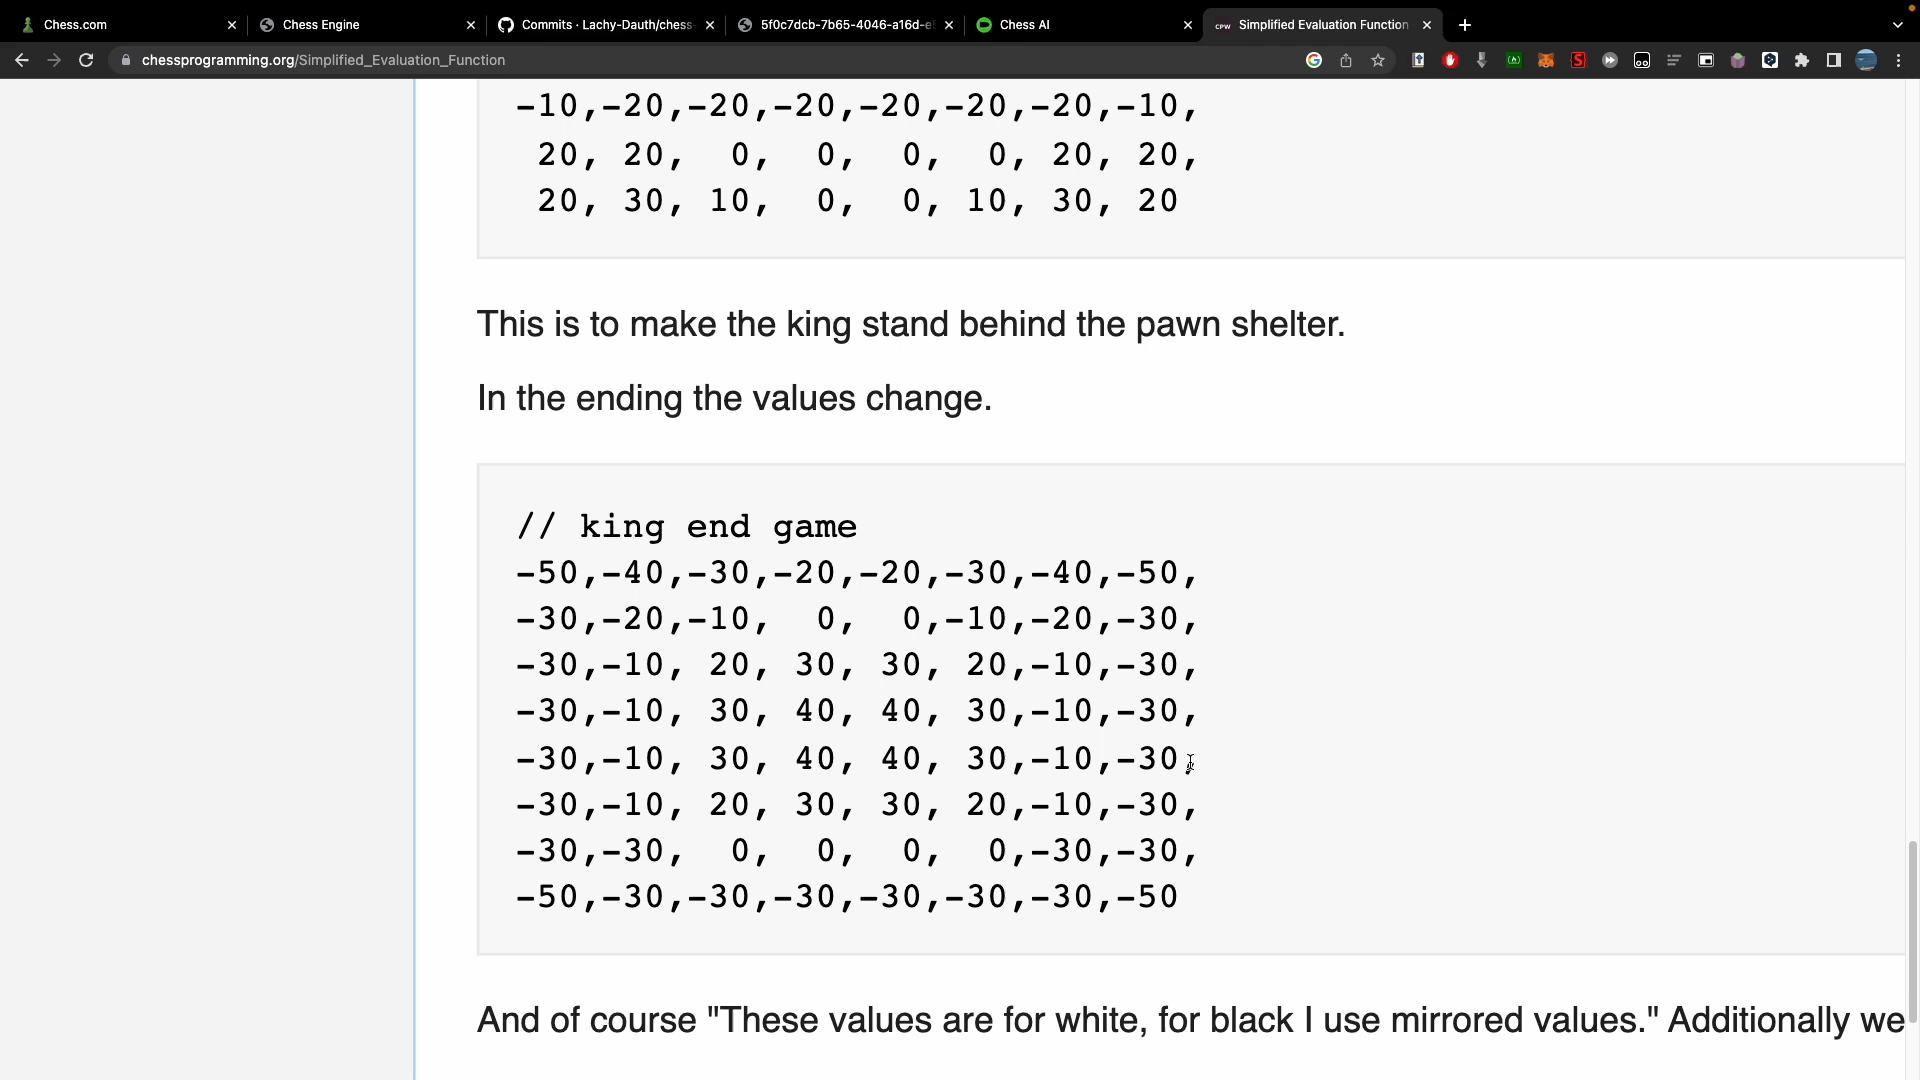 Chess.com
Chess Engine
Commits · Lachy-Dauth/chess-
5f0c7dcb-7b65-4046-a16d-e
Chess AI
CPW Simplified Evaluation Function
chessprogramming.org/Simplified_Evaluation_Function
-10,-20,-20,-20,-20,-20,-20,-10,
20, 20, 0, 0, 0, 0, 20, 20,
20, 30, 10, 0, 0, 10, 30, 20
This is to make the king stand behind the pawn shelter.
In the ending the values change.
// king end game
-50,-40,-30,-20,-20,-30,-40,-50,
-30,-20,-10, 0, 0,-10,-20,-30,
-30,-10, 20, 30, 30, 20,-10,-30,
-30,-10, 30, 40, 40, 30,-10,-30,
-30,-10, 30, 40, 40, 30,-10,-30,
-30,-10, 20, 30, 30, 20,-10,-30,
-30,-30, 0, 0, 0, 0,-30,-30,
-50,-30,-30,-30,-30,-30,-30,-50
And of course "These values are for white, for black I use mirrored values." Additionally we